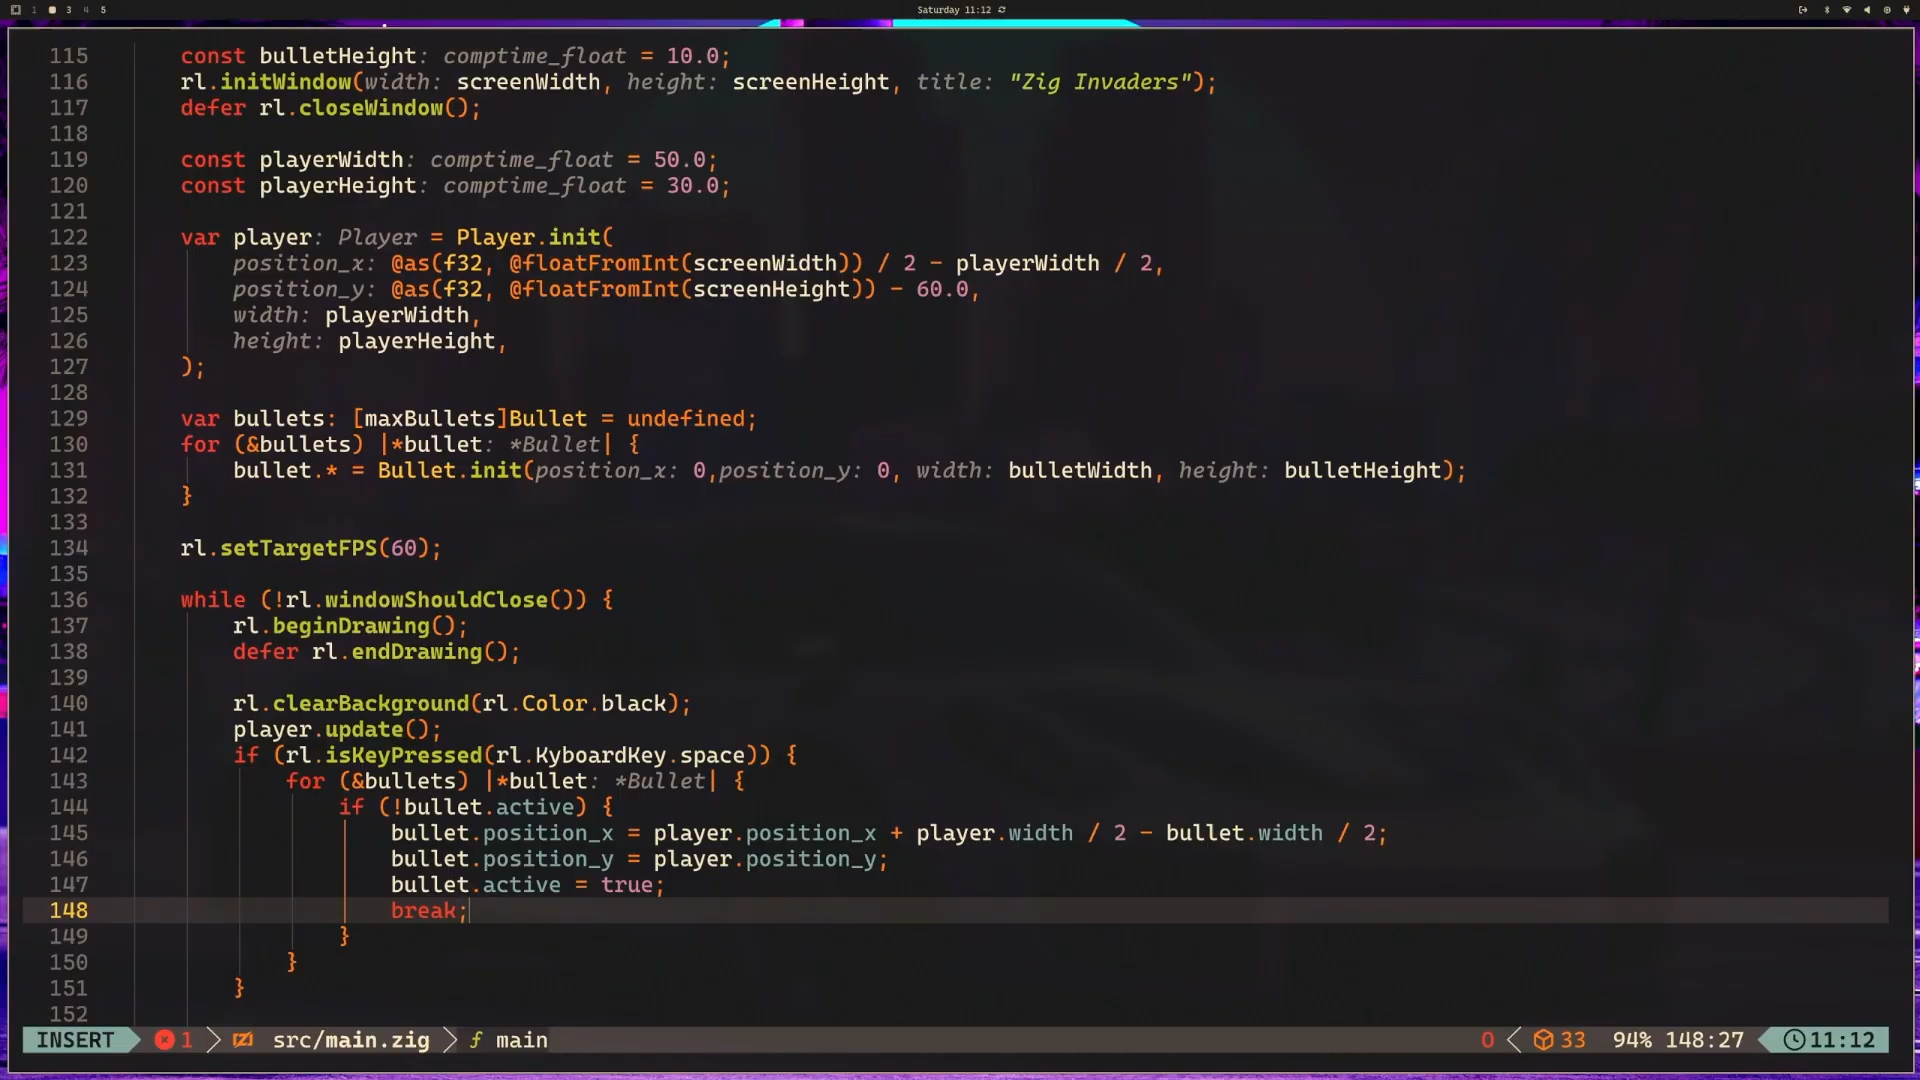 1 3 4 5 Saturday 11:12
115 const bulletHeight: comptime_float = 10.0;
116 rl.initWindow(width: screenWidth, height: screenHeight, title: "Zig Invaders");
117 defer rl.closeWindow();
118
119 const playerWidth: comptime_float = 50.0;
120 const playerHeight: comptime_float = 30.0;
121
122 var player: Player = Player.init(
123 position_x: @as(f32, @floatFromInt(screenWidth)) / 2 - playerWidth / 2,
124 position_y: @as(f32, @floatFromInt(screenHeight)) - 60.0,
125 width: playerWidth,
126 height: playerHeight,
127 );
128
129 var bullets: [maxBullets]Bullet = undefined;
130 for (&bullets) |*bullet: *Bullet| {
131 bullet.* = Bullet.init(position_x: 0,position_y: 0, width: bulletWidth, height: bulletHeight);
132 }
133
134 rl.setTargetFPS(60);
135
136 while (!rl.windowShouldClose()) {
137 rl.beginDrawing();
138 defer rl.endDrawing();
139
140 rl.clearBackground(rl.Color.black);
141 player.update();
142 if (rl.isKeyPressed(rl.KyboardKey.space)) {
143 for (&bullets) |*bullet: *Bullet| {
144 if (!bullet.active) {
145 bullet.position_x = player.position_x + player.width / 2 - bullet.width / 2;
146 bullet.position_y = player.position_y;
147 bullet.active = true;
148 break;
149 }
150 }
151 }
152
INSERT 1 src/main.zig main 0 33 94% 148:27 11:12